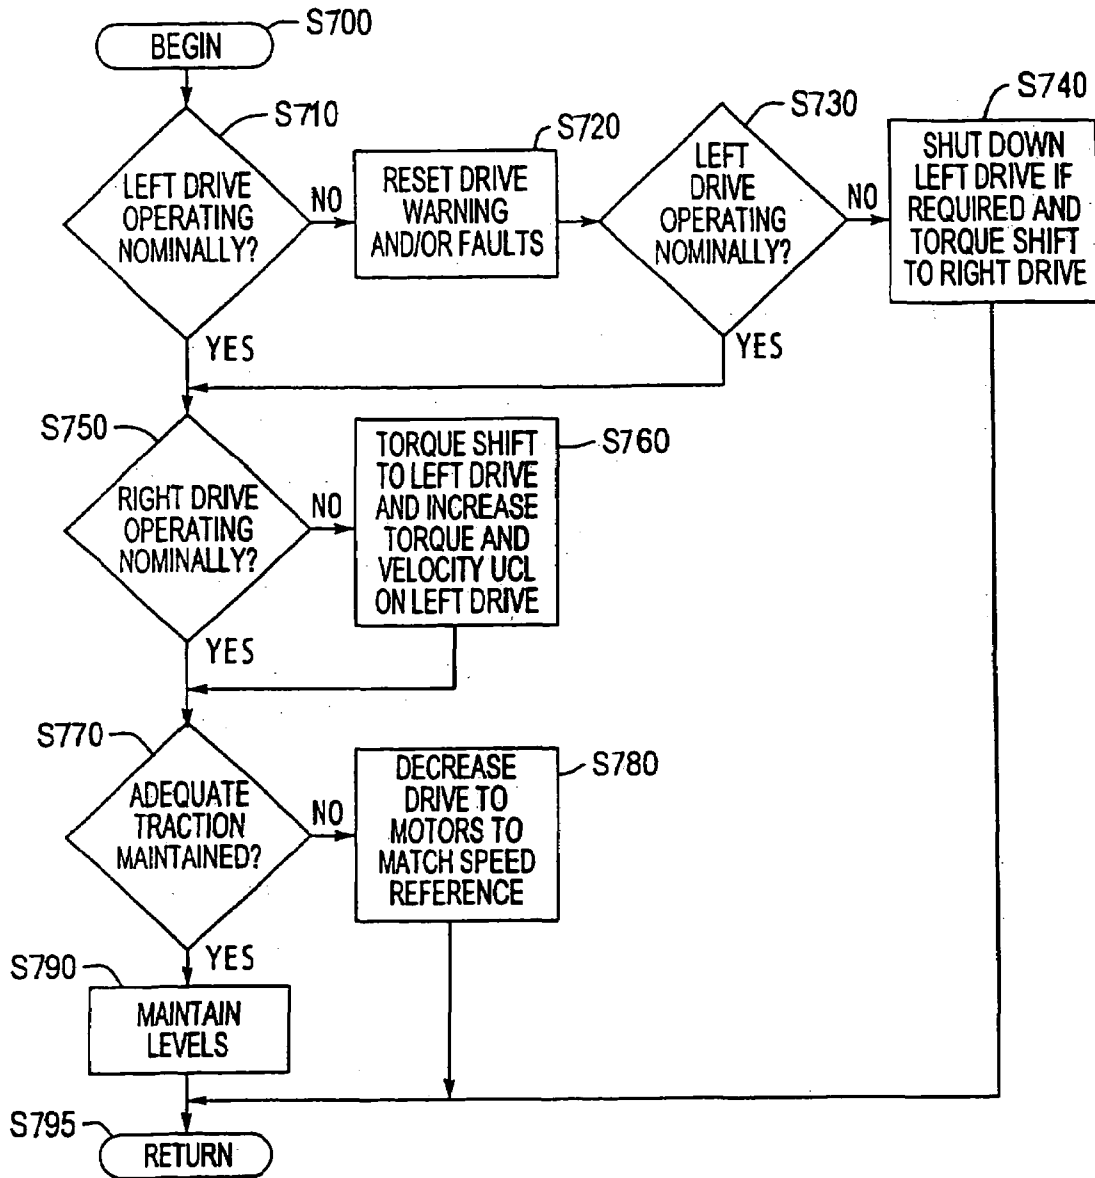 BEGIN
S700
S710
LEFT DRIVE
OPERATING
NOMINALLY?
NO
YES
S720
RESET DRIVE
WARNING
AND/OR FAULTS
S730
LEFT
DRIVE
OPERATING
NOMINALLY?
NO
YES
S740
SHUT DOWN
LEFT DRIVE IF
REQUIRED AND
TORQUE SHIFT
TO RIGHT DRIVE
S750
RIGHT DRIVE
OPERATING
NOMINALLY?
NO
YES
S760
TORQUE SHIFT
TO LEFT DRIVE
AND INCREASE
TORQUE AND
VELOCITY UCL
ON LEFT DRIVE
S770
ADEQUATE
TRACTION
MAINTAINED?
NO
YES
S780
DECREASE
DRIVE TO
MOTORS TO
MATCH SPEED
REFERENCE
S790
MAINTAIN
LEVELS
S795
RETURN